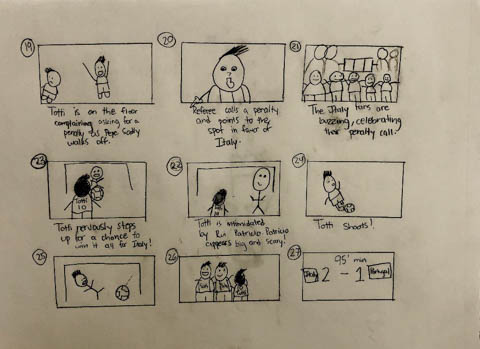 19
20
21
Totti is on the floor
complaining asking for a
penalty as Pepe Sadly
walks off.
Referee calls a penalty
and points to the
spot in favor of
Italy.
The Italy fans are
buzzing, celebrating
their penalty call.
23
22
24
Totti
10
Totti nervously steps
up for a chance to
win it all for Italy!
Totti is intimidated
by Rui Patricio. Patricio
appears big and scary!
Totti Shoots!
25
26
27
95' min
Italy 2 - 1 Portugal